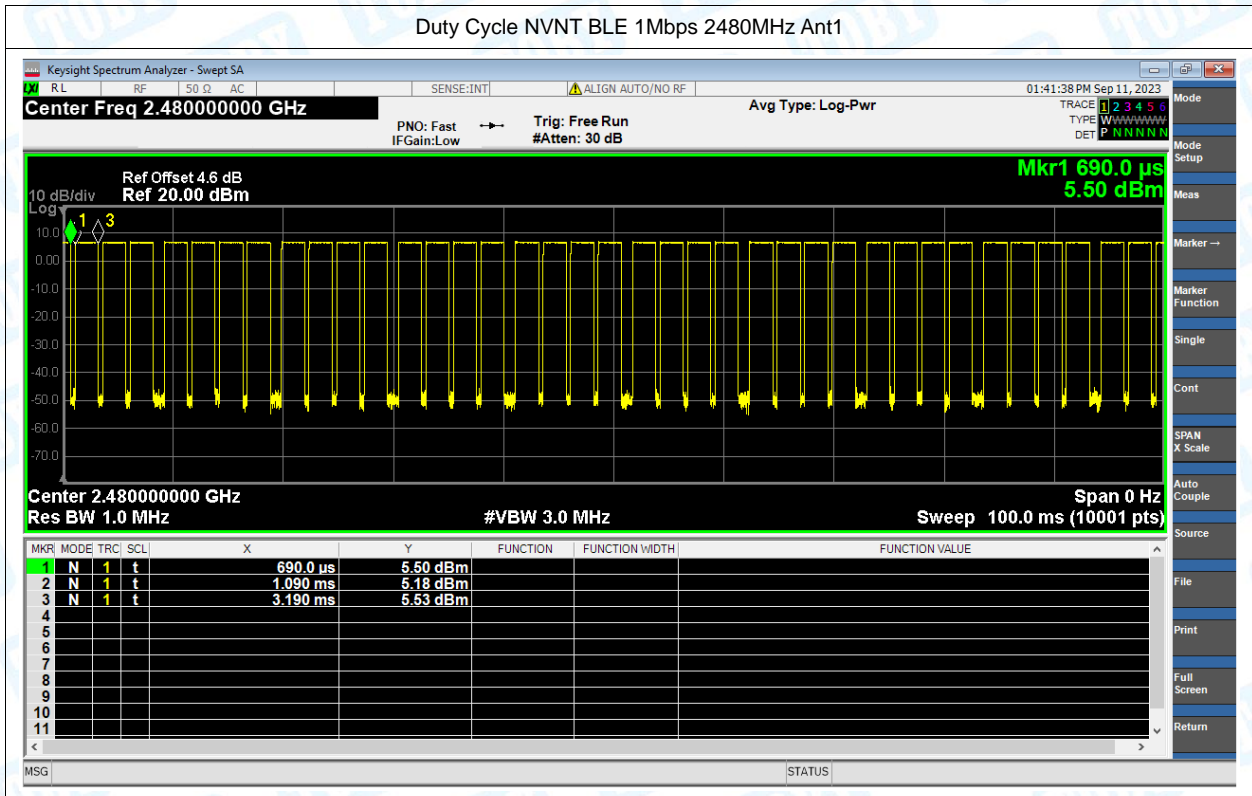 Duty Cycle NVNT BLE 1Mbps 2480MHz Ant1
Keysight Spectrum Analyzer - Swept SA
LXI RL RF 50 Ω AC SENSE:INT ALIGN AUTO/NO RF 01:41:38 PM Sep 11, 2023
Center Freq 2.480000000 GHz
Avg Type: Log-Pwr
TRACE 1 2 3 4 5 6
TYPE WWWWWW
DET P N N N N N
PNO: Fast
IFGain:Low
Trig: Free Run
#Atten: 30 dB
Mkr1 690.0 µs
5.50 dBm
Ref Offset 4.6 dB
10 dB/div Ref 20.00 dBm
Log
1 3
10.0
0.00
-10.0
-20.0
-30.0
-40.0
-50.0
-60.0
-70.0
Center 2.480000000 GHz Span 0 Hz
Res BW 1.0 MHz #VBW 3.0 MHz Sweep 100.0 ms (10001 pts)
MKR MODE TRC SCL X Y FUNCTION FUNCTION WIDTH FUNCTION VALUE
1 N 1 t 690.0 µs 5.50 dBm
2 N 1 t 1.090 ms 5.18 dBm
3 N 1 t 3.190 ms 5.53 dBm
4
5
6
7
8
9
10
11
MSG STATUS
Mode
Mode
Setup
Meas
Marker→
Marker
Function
Single
Cont
SPAN
X Scale
Auto
Couple
Source
File
Print
Full
Screen
Return
TOBY